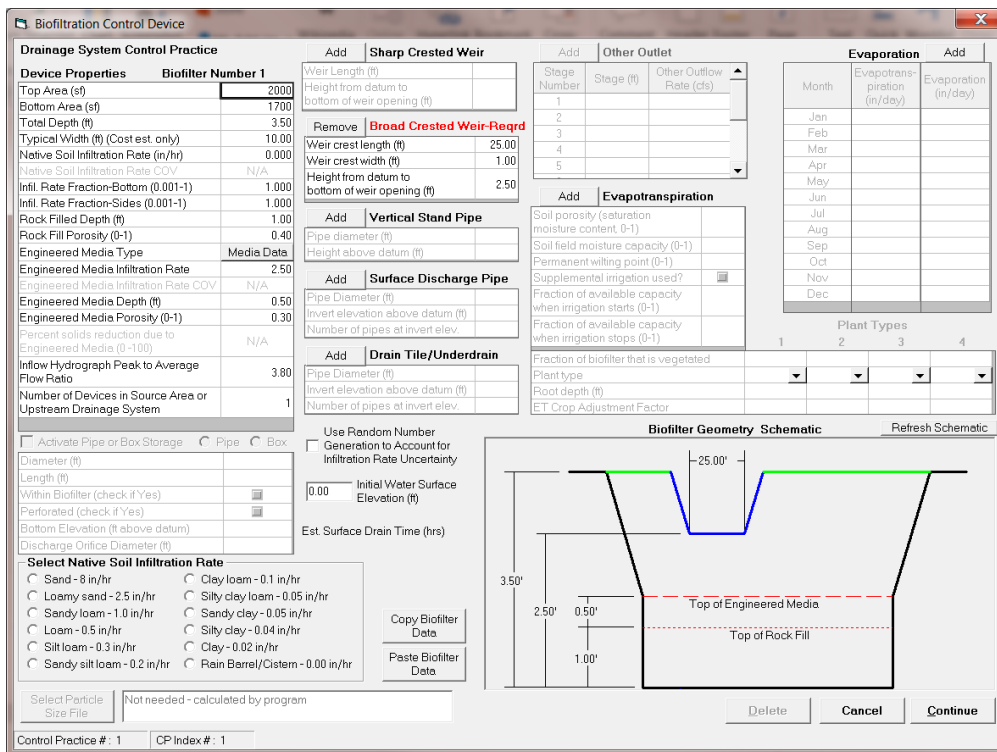 Biofiltration Control Device
Drainage System Control Practice
Device Properties Biofilter Number 1
Top Area (sf) 2000
Bottom Area (sf) 1700
Total Depth (ft) 3.50
Typical Width (ft) (Cost est. only) 10.00
Native Soil Infiltration Rate (in/hr) 0.000
Native Soil Infiltration Rate COV N/A
Infil. Rate Fraction-Bottom (0.001-1) 1.000
Infil. Rate Fraction-Sides (0.001-1) 1.000
Rock Filled Depth (ft) 1.00
Rock Fill Porosity (0-1) 0.40
Engineered Media Type Media Data
Engineered Media Infiltration Rate 2.50
Engineered Media Infiltration Rate COV N/A
Engineered Media Depth (ft) 0.50
Engineered Media Porosity (0-1) 0.30
Percent solids reduction due to
Engineered Media (0-100) N/A
Inflow Hydrograph Peak to Average
Flow Ratio 3.80
Number of Devices in Source Area or
Upstream Drainage System 1
Activate Pipe or Box Storage Pipe Box
Diameter (ft)
Length (ft)
Within Biofilter (check if Yes)
Perforated (check if Yes)
Bottom Elevation (ft above datum)
Discharge Orifice Diameter (ft)
Select Native Soil Infiltration Rate
Sand - 8 in/hr Clay loam - 0.1 in/hr
Loamy sand - 2.5 in/hr Silty clay loam - 0.05 in/hr
Sandy loam - 1.0 in/hr Sandy clay - 0.05 in/hr
Loam - 0.5 in/hr Silty clay - 0.04 in/hr
Silt loam - 0.3 in/hr Clay - 0.02 in/hr
Sandy silt loam - 0.2 in/hr Rain Barrel/Cistern - 0.00 in/hr
Select Particle
Size File
Not needed - calculated by program
Control Practice # : 1 CP Index # : 1
Add Sharp Crested Weir
Weir Length (ft)
Height from datum to
bottom of weir opening (ft)
Remove Broad Crested Weir-Reqrd
Weir crest length (ft) 25.00
Weir crest width (ft) 1.00
Height from datum to
bottom of weir opening (ft) 2.50
Add Vertical Stand Pipe
Pipe diameter (ft)
Height above datum (ft)
Add Surface Discharge Pipe
Pipe Diameter (ft)
Invert elevation above datum (ft)
Number of pipes at invert elev.
Add Drain Tile/Underdrain
Pipe Diameter (ft)
Invert elevation above datum (ft)
Number of pipes at invert elev.
Use Random Number
Generation to Account for
Infiltration Rate Uncertainty
0.00 Initial Water Surface
Elevation (ft)
Est. Surface Drain Time (hrs)
Copy Biofilter
Data
Paste Biofilter
Data
Add Other Outlet
Stage
Number Stage (ft) Other Outflow
Rate (cfs)
1
2
3
4
5
Add Evapotranspiration
Soil porosity (saturation
moisture content, 0-1)
Soil field moisture capacity (0-1)
Permanent wilting point (0-1)
Supplemental irrigation used?
Fraction of available capacity
when irrigation starts (0-1)
Fraction of available capacity
when irrigation stops (0-1)
Fraction of biofilter that is vegetated
Plant type
Root depth (ft)
ET Crop Adjustment Factor
Evaporation Add
Month Evapotrans-
piration
(in/day) Evaporation
(in/day)
Jan
Feb
Mar
Apr
May
Jun
Jul
Aug
Sep
Oct
Nov
Dec
Plant Types
1 2 3 4
Biofilter Geometry Schematic Refresh Schematic
25.00'
3.50'
2.50'
0.50'
1.00'
Top of Engineered Media
Top of Rock Fill
Delete Cancel Continue